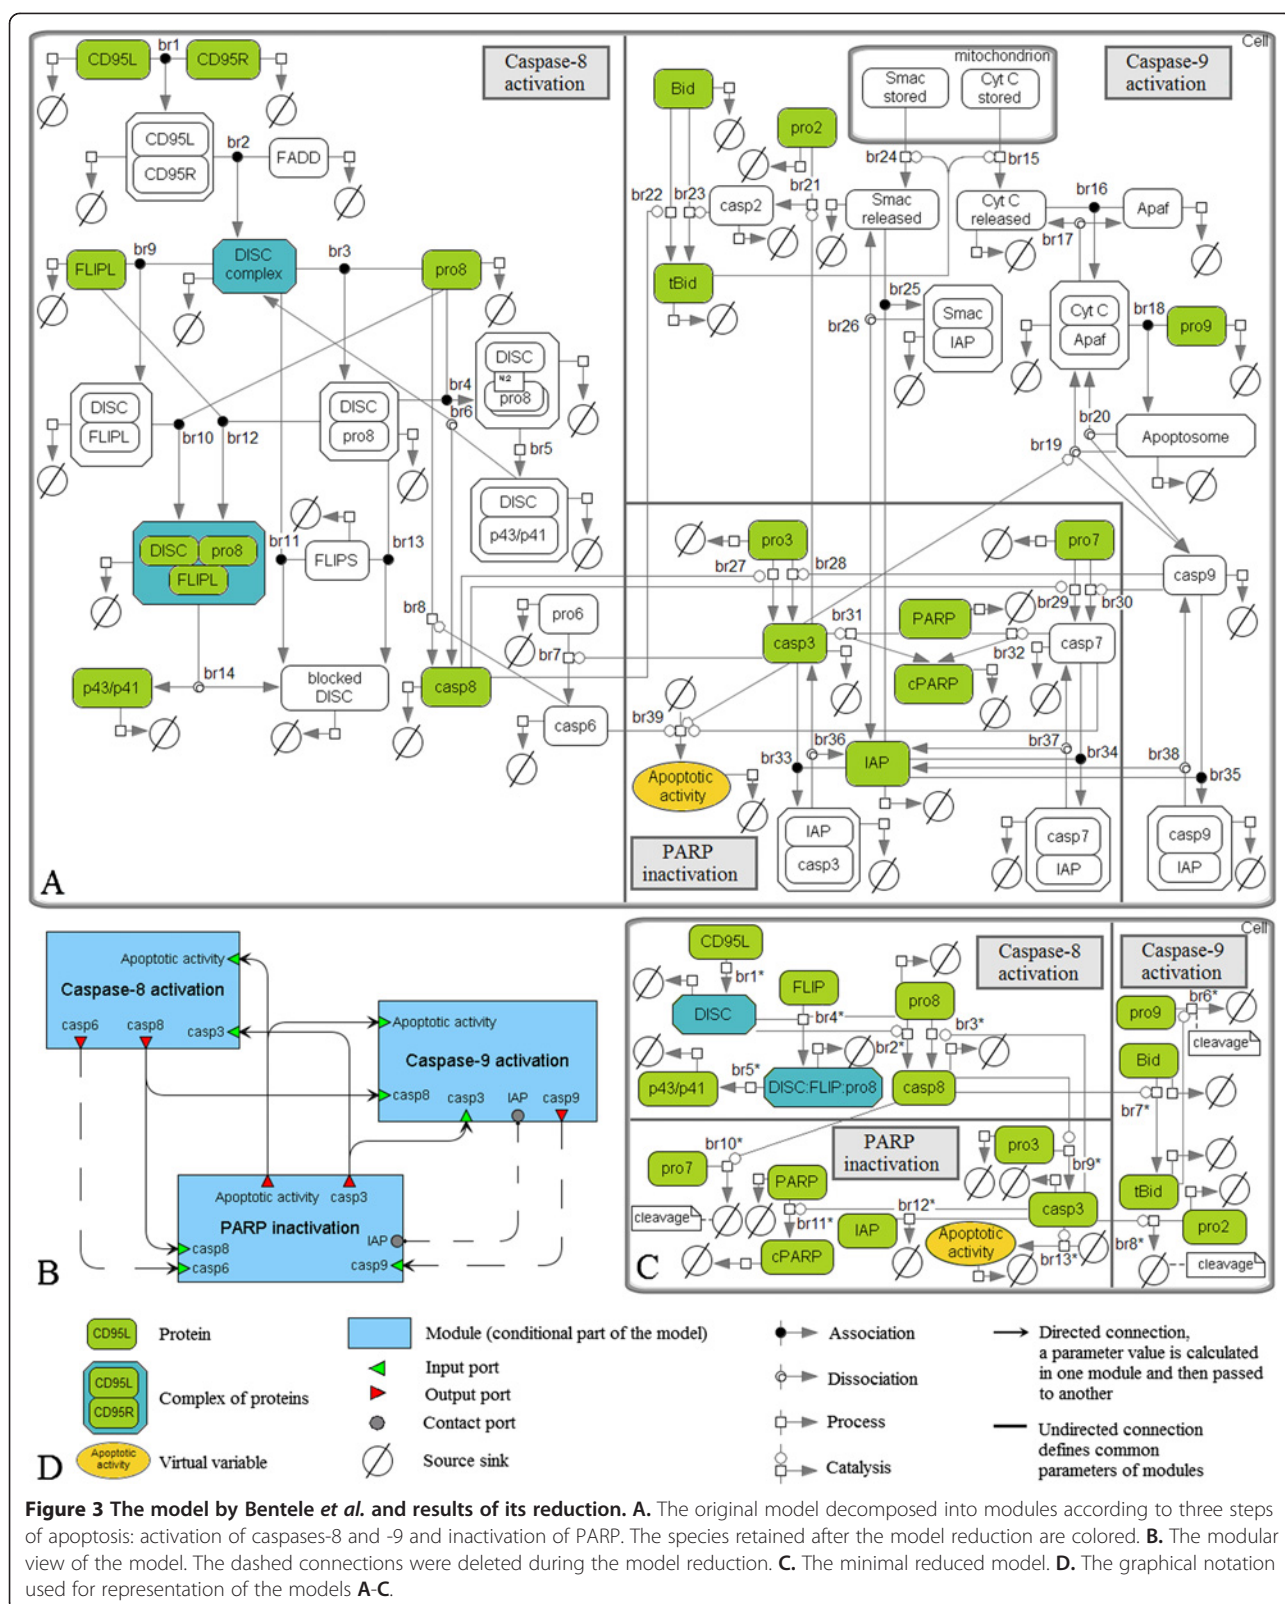 Cell
Caspase-8
activation
CD95L
br1
CD95R
CD95L
CD95R
br2
FADD
FLIPL
br9
DISC
complex
br3
pro8
DISC
FLIPL
br10
br12
DISC
pro8
br4
br6
DISC
N:2
pro8
br5
DISC
p43/p41
DISC
pro8
FLIPL
br11
FLIPS
br13
br8
pro6
br7
p43/p41
br14
blocked
DISC
casp8
casp6
A
Caspase-9
activation
mitochondrion
Smac
stored
Cyt C
stored
Bid
pro2
br24
br15
br22
br23
br21
casp2
Smac
released
Cyt C
released
br16
Apaf
br17
tBid
br25
br26
Smac
IAP
Cyt C
Apaf
br18
pro9
br20
br19
Apoptosome
casp9
pro3
pro7
br27
br28
br29
br30
br31
PARP
casp3
casp7
br32
cPARP
br39
br36
br37
br33
IAP
br34
br38
br35
Apoptotic
activity
PARP
inactivation
IAP
casp3
casp7
IAP
casp9
IAP
Apoptotic activity
Caspase-8 activation
casp6
casp8
casp3
Apoptotic activity
Caspase-9 activation
casp8
casp3
IAP
casp9
Apoptotic activity
casp3
PARP inactivation
IAP
casp8
casp6
casp9
B
Cell
CD95L
Caspase-8
activation
Caspase-9
activation
br1*
FLIP
pro8
DISC
br4*
br2*
br3*
br5*
p43/p41
DISC:FLIP:pro8
casp8
pro9
br6*
cleavage
Bid
br7*
tBid
pro2
br8*
cleavage
br10*
PARP
inactivation
pro3
pro7
br9*
PARP
cleavage
br11*
IAP
br12*
casp3
cPARP
Apoptotic
activity
br13*
C
CD95L
Protein
CD95L
CD95R
Complex of proteins
Apoptotic
activity
Virtual variable
D
Module (conditional part of the model)
Input port
Output port
Contact port
Source sink
Association
Dissociation
Process
Catalysis
Directed connection,
a parameter value is calculated
in one module and then passed
to another
Undirected connection
defines common
parameters of modules
Figure 3 The model by Bentele et al. and results of its reduction. A. The original model decomposed into modules according to three steps
of apoptosis: activation of caspases-8 and -9 and inactivation of PARP. The species retained after the model reduction are colored. B. The modular
view of the model. The dashed connections were deleted during the model reduction. C. The minimal reduced model. D. The graphical notation
used for representation of the models A-C.